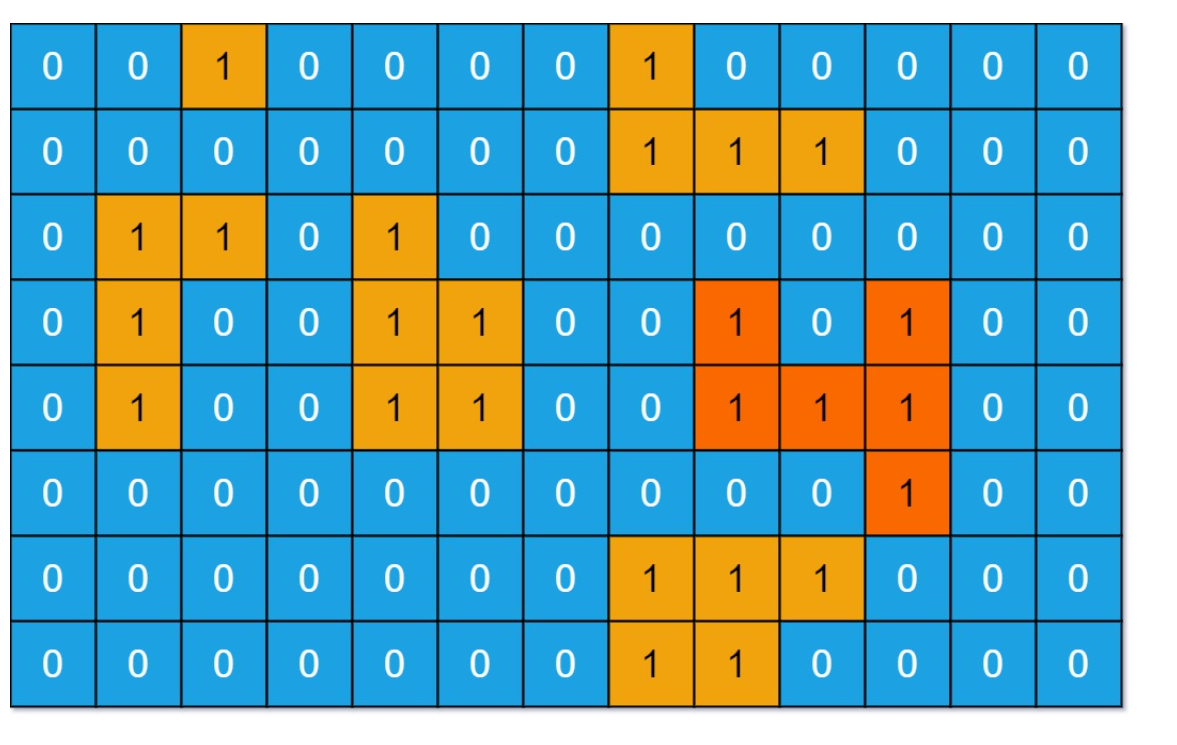 0 0 1 0 0 0 0 1 0 0 0 0 0
0 0 0 0 0 0 0 1 1 1 0 0 0
0 1 1 0 1 0 0 0 0 0 0 0 0
0 1 0 0 1 1 0 0 1 0 1 0 0
0 1 0 0 1 1 0 0 1 1 1 0 0
0 0 0 0 0 0 0 0 0 0 1 0 0
0 0 0 0 0 0 0 1 1 1 0 0 0
0 0 0 0 0 0 0 1 1 0 0 0 0